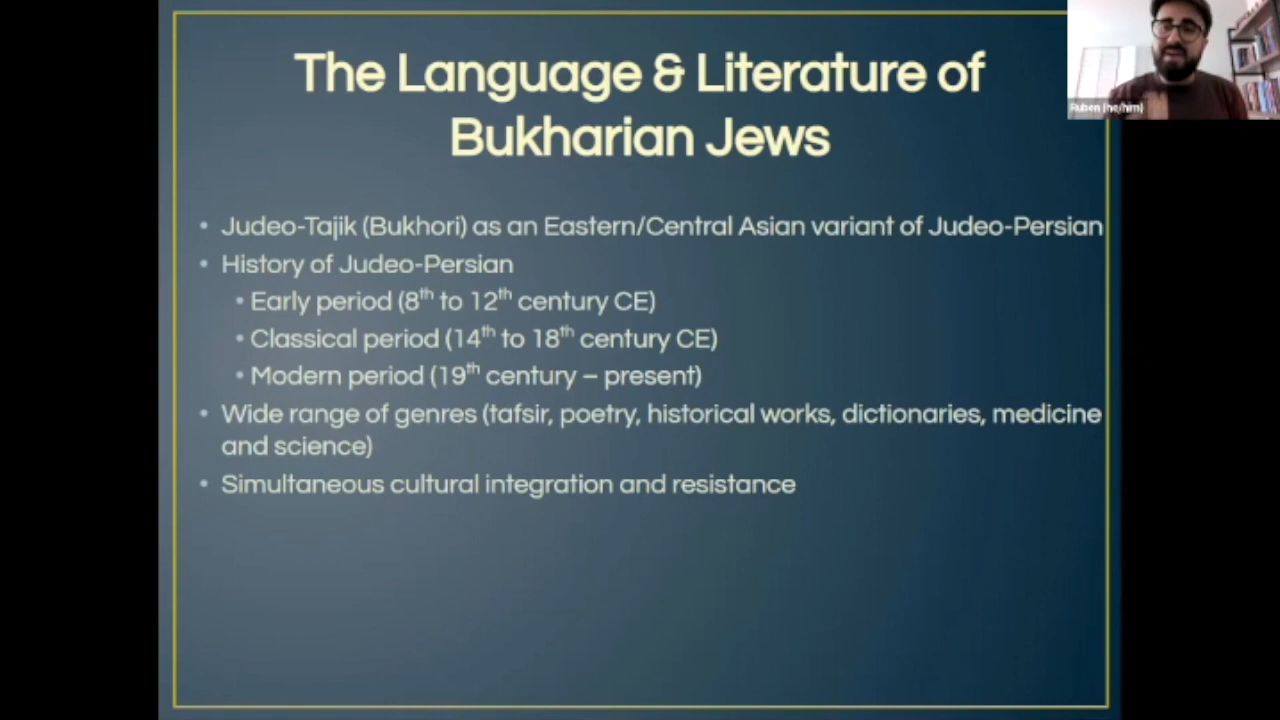 The Language & Literature of
Bukharian Jews
• Judeo-Tajik (Bukhori) as an Eastern/Central Asian variant of Judeo-Persian
• History of Judeo-Persian
• Early period (8th to 12th century CE)
• Classical period (14th to 18th century CE)
• Modern period (19th century – present)
• Wide range of genres (tafsir, poetry, historical works, dictionaries, medicine
and science)
• Simultaneous cultural integration and resistance
Ruben (he/him)